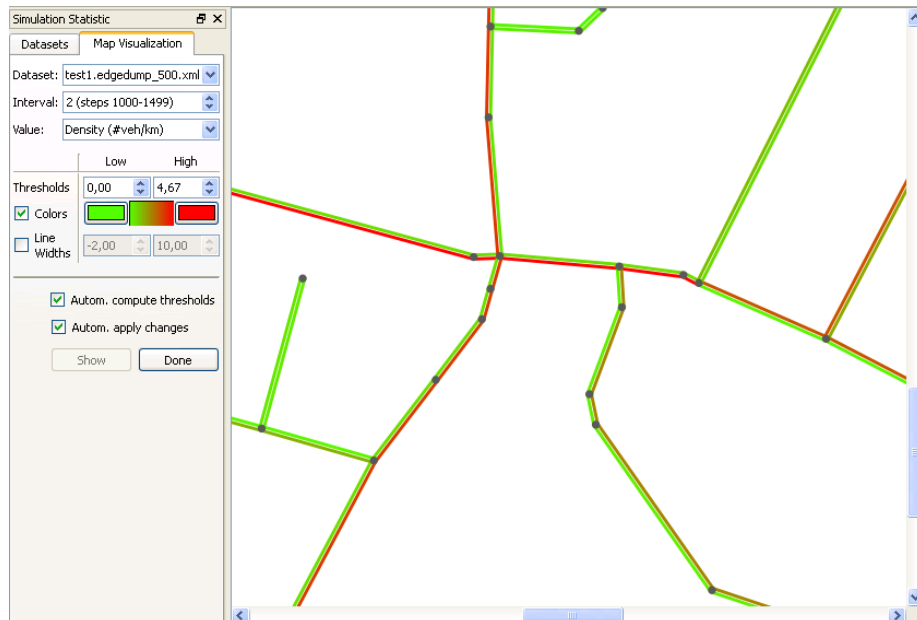 Simulation Statistic
Datasets Map Visualization
Dataset: test1.edgedump_500.xml
Interval: 2 (steps 1000-1499)
Value: Density (#veh/km)
Low High
Thresholds 0,00 4,67
Colors
Line Widths -2,00 10,00
Autom. compute thresholds
Autom. apply changes
Show Done